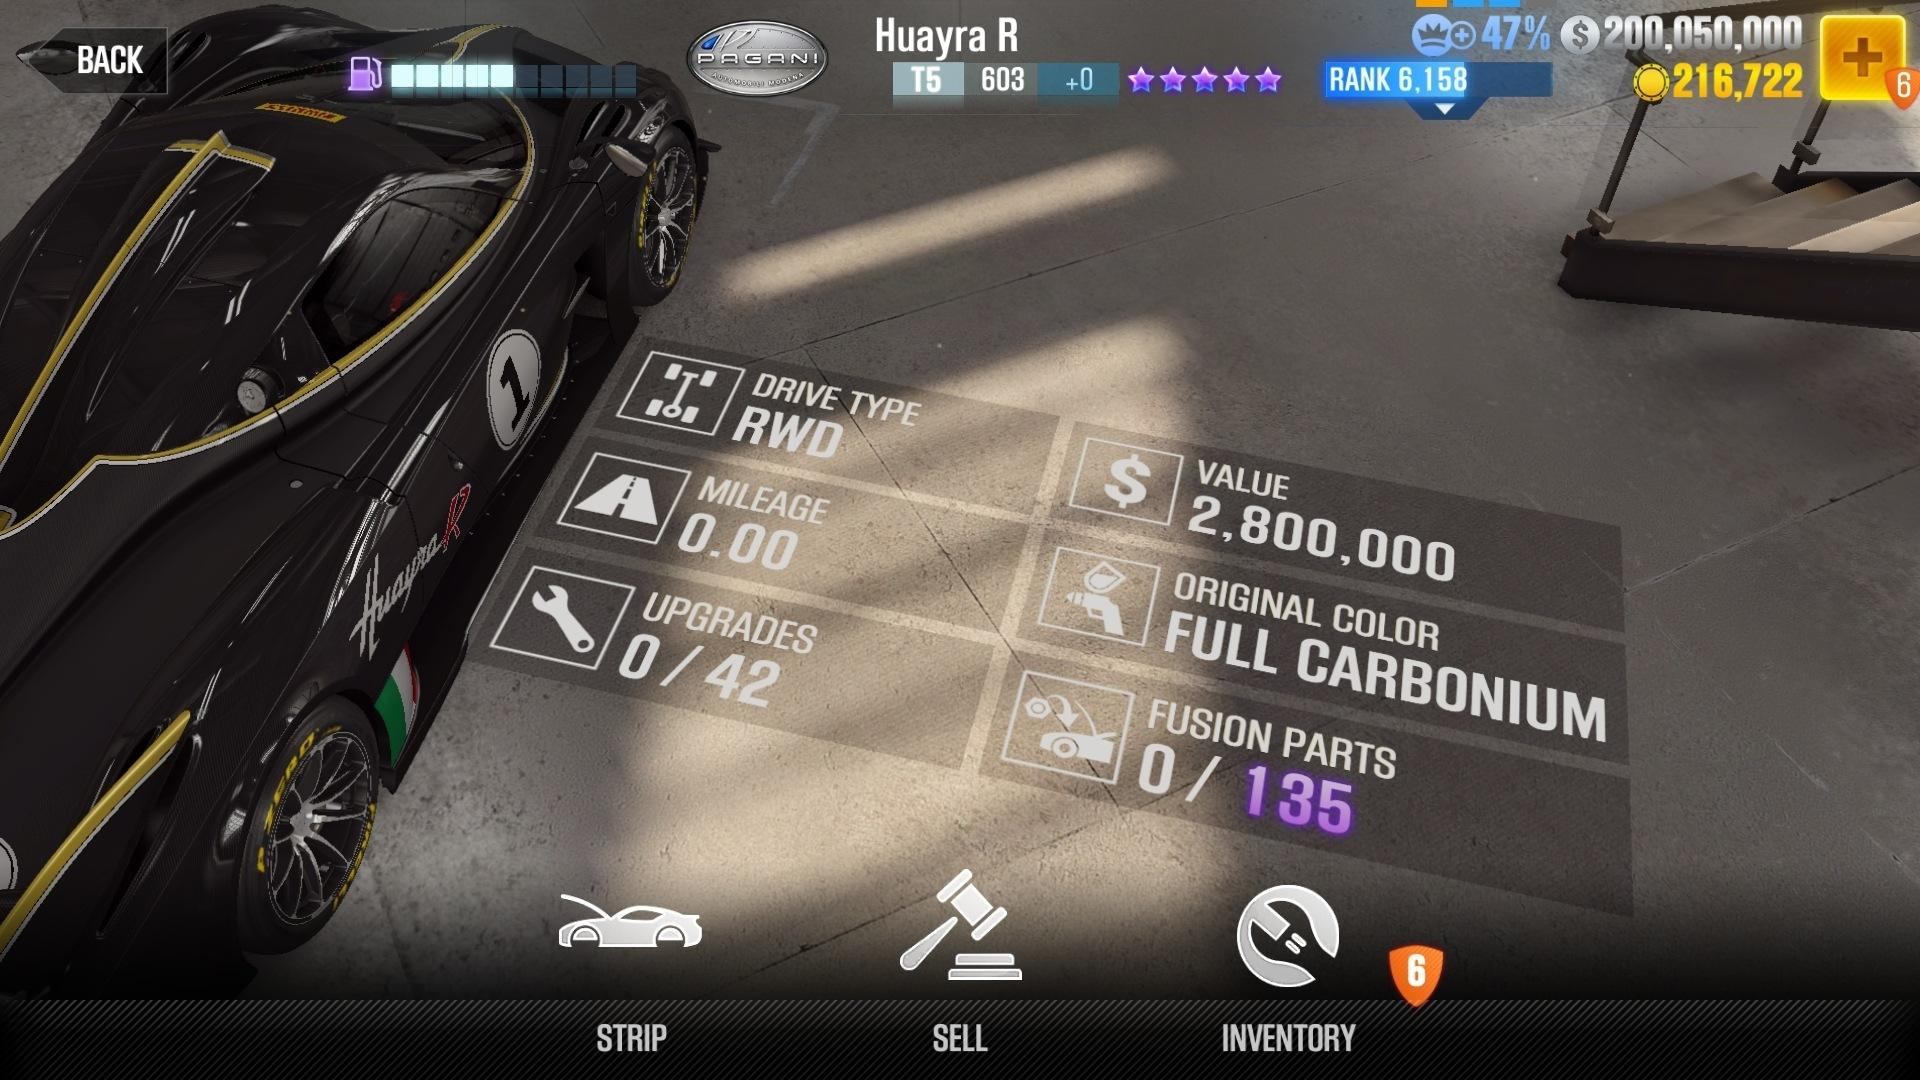 BACK
PAGANI
AUTOMOBILI MODENA
Huayra R
T5 603 +0
RANK 6,158
47%
200,050,000
216,722
6
1
Huayra R
DRIVE TYPE
RWD
MILEAGE
0.00
UPGRADES
0 / 42
VALUE
2,800,000
ORIGINAL COLOR
FULL CARBONIUM
FUSION PARTS
0 / 135
STRIP
SELL
INVENTORY
6